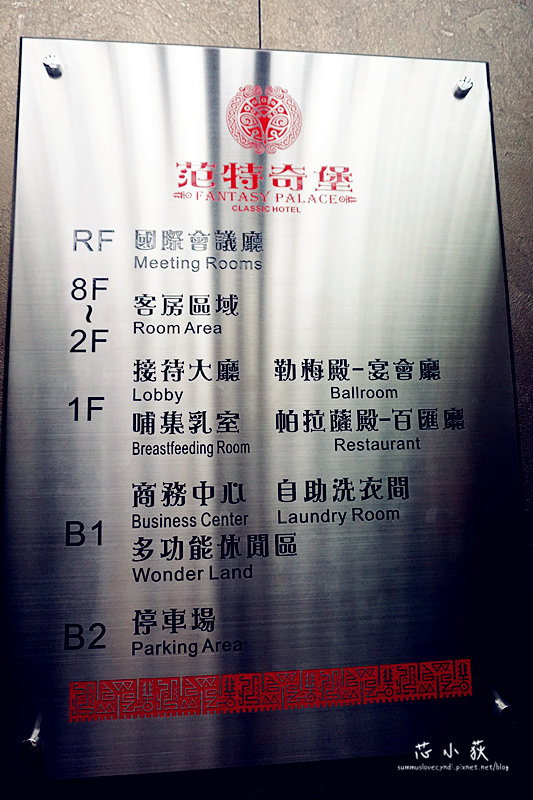 范特奇堡
FANTASY PALACE
CLASSIC HOTEL
RF 國際會議廳
Meeting Rooms
8F
~
2F
客房區域
Room Area
1F
接待大廳 勒梅殿-宴會廳
Lobby Ballroom
哺集乳室 帕拉薩殿-百匯廳
Breastfeeding Room Restaurant
B1
商務中心 自助洗衣間
Business Center Laundry Room
多功能休閒區
Wonder Land
B2
停車場
Parking Area
芯小荻
summuslovecyndi.pixnet.net/blog